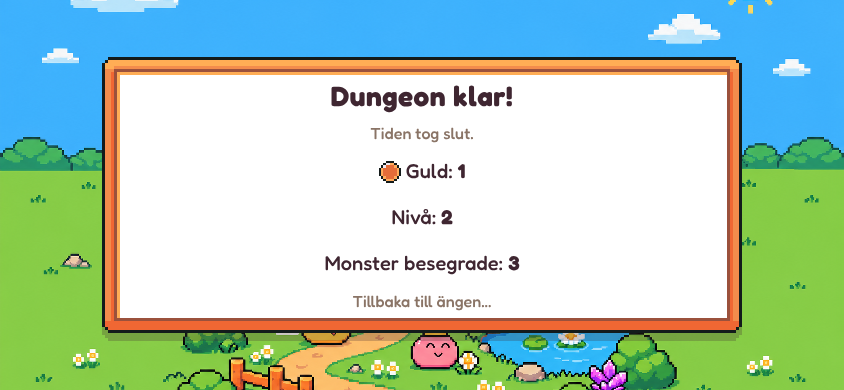 Dungeon klar!
Tiden tog slut.
Guld: 1
Nivå: 2
Monster besegrade: 3
Tillbaka till ängen...